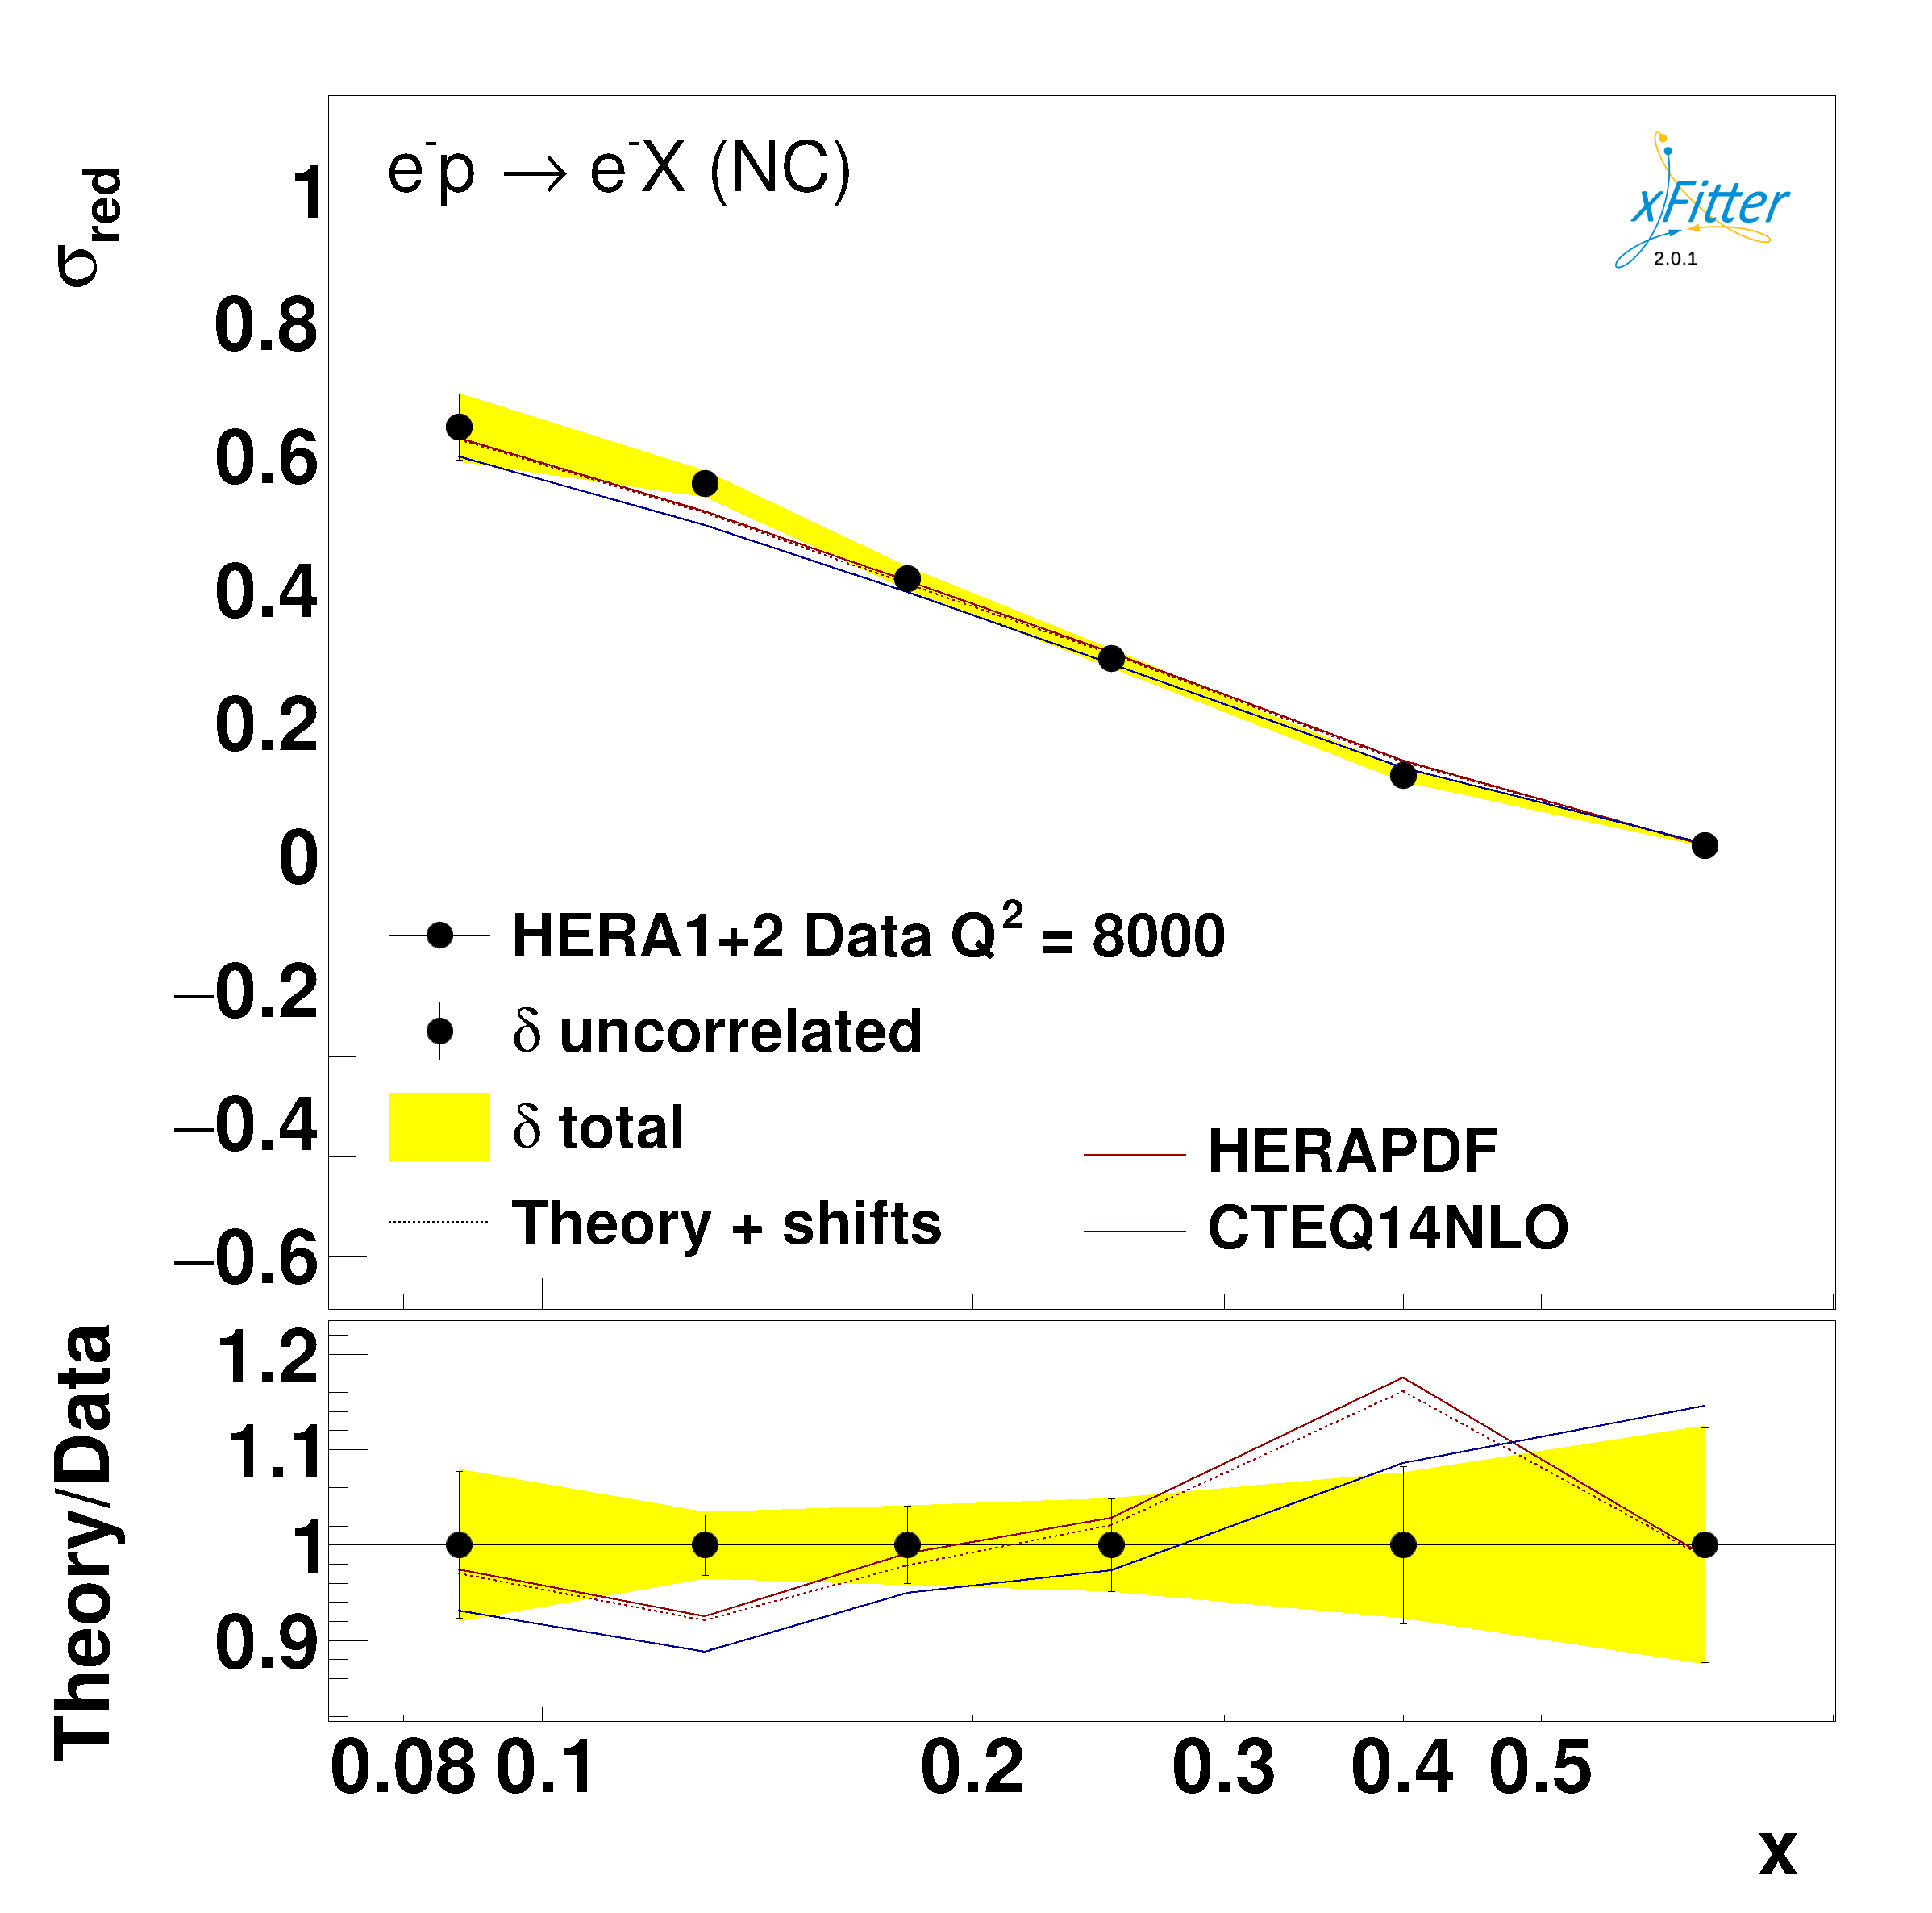 σred
e-p → e-X (NC)
xFitter
2.0.1
1
0.8
0.6
0.4
0.2
0
−0.2
−0.4
−0.6
HERA1+2 Data Q2 = 8000
δ uncorrelated
δ total
Theory + shifts
HERAPDF
CTEQ14NLO
Theory/Data
1.2
1.1
1
0.9
0.08 0.1 0.2 0.3 0.4 0.5
x